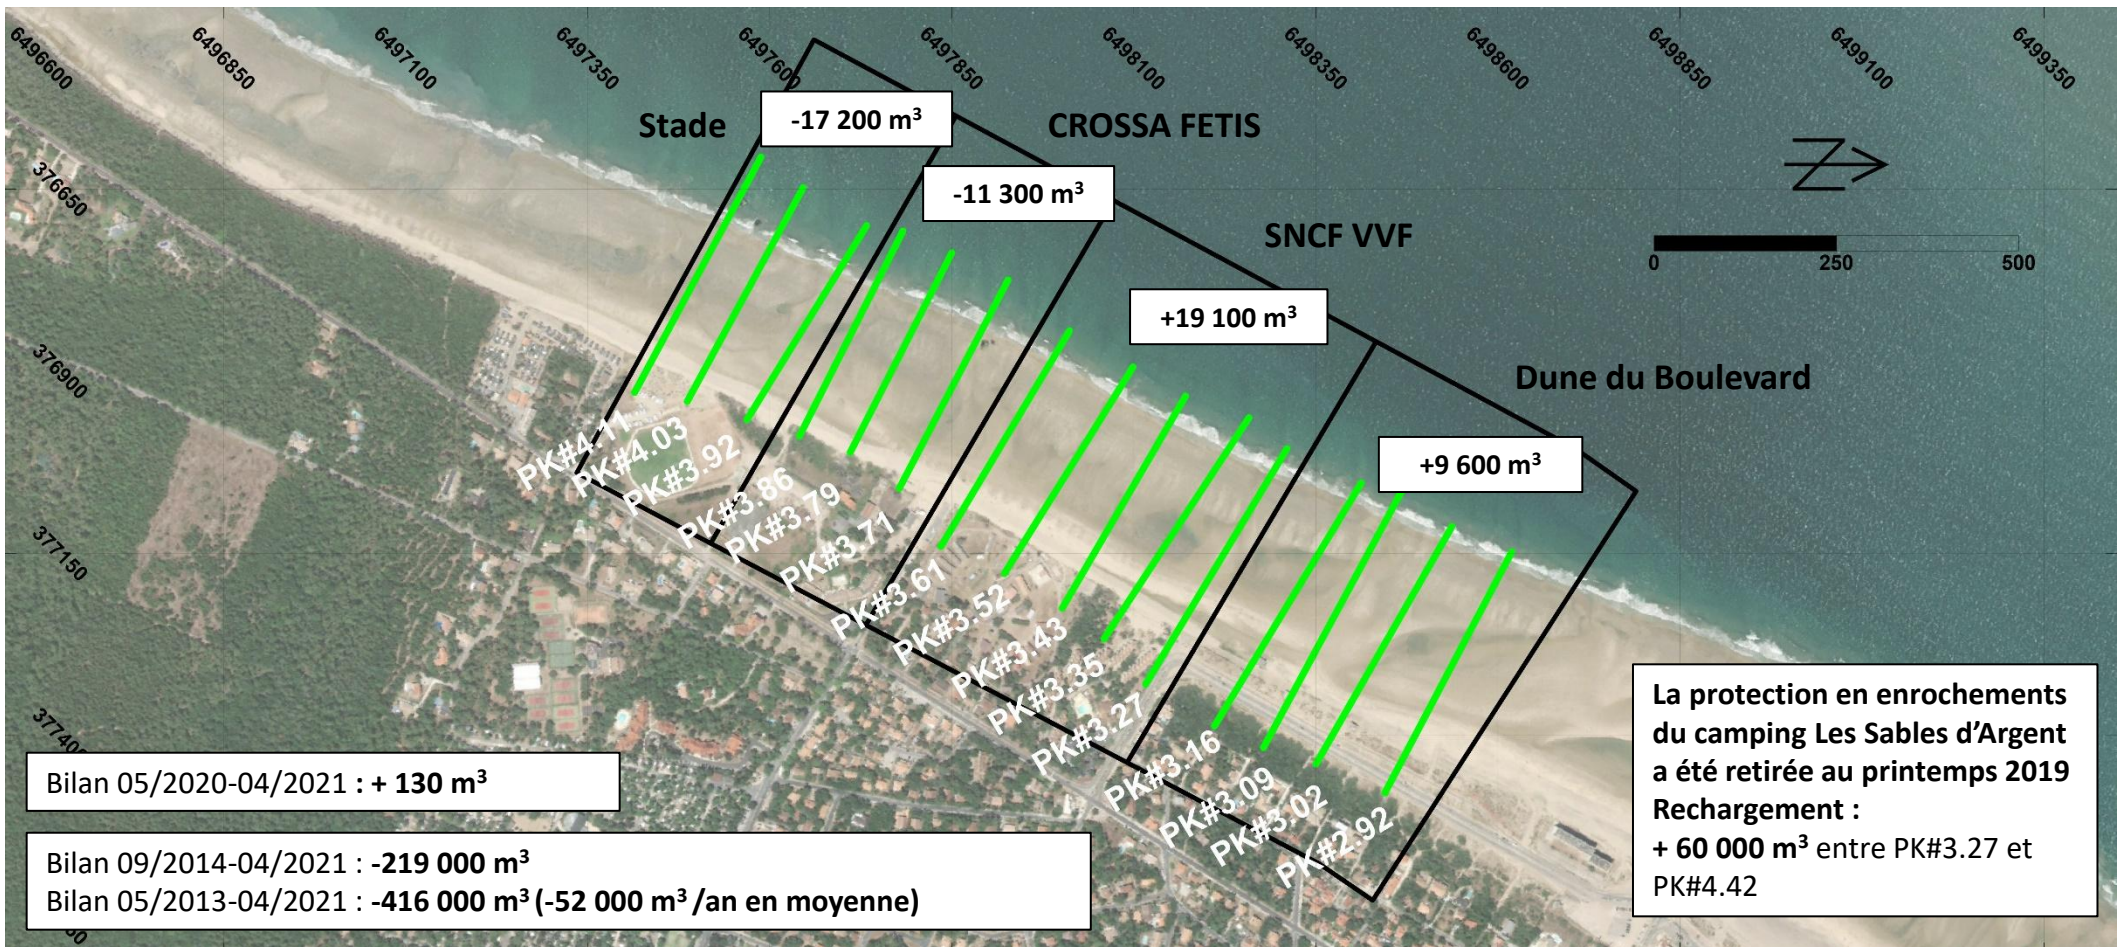 6496600
6496850
6497100
6497350
6497600
6497850
6498100
6498350
6498600
6498850
6499100
6499350
376650
376900
377150
Stade
-17 200 m³
CROSSA FETIS
-11 300 m³
SNCF VVF
+19 100 m³
Dune du Boulevard
+9 600 m³
N
0 250 500
PK#4.11
PK#4.03
PK#3.92
PK#3.86
PK#3.79
PK#3.71
PK#3.61
PK#3.52
PK#3.43
PK#3.35
PK#3.27
PK#3.16
PK#3.09
PK#3.02
PK#2.92
Bilan 05/2020-04/2021 : + 130 m³
Bilan 09/2014-04/2021 : -219 000 m³
Bilan 05/2013-04/2021 : -416 000 m³ (-52 000 m³ /an en moyenne)
La protection en enrochements
du camping Les Sables d’Argent
a été retirée au printemps 2019
Rechargement :
+ 60 000 m³ entre PK#3.27 et
PK#4.42